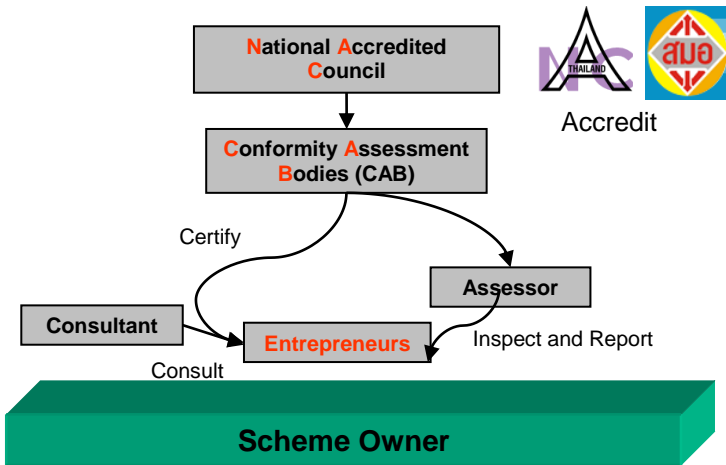 National Accredited
Council
NAC
THAILAND
สมอ
Accredit
Conformity Assessment
Bodies (CAB)
Certify
Assessor
Consultant
Entrepreneurs
Inspect and Report
Consult
Scheme Owner